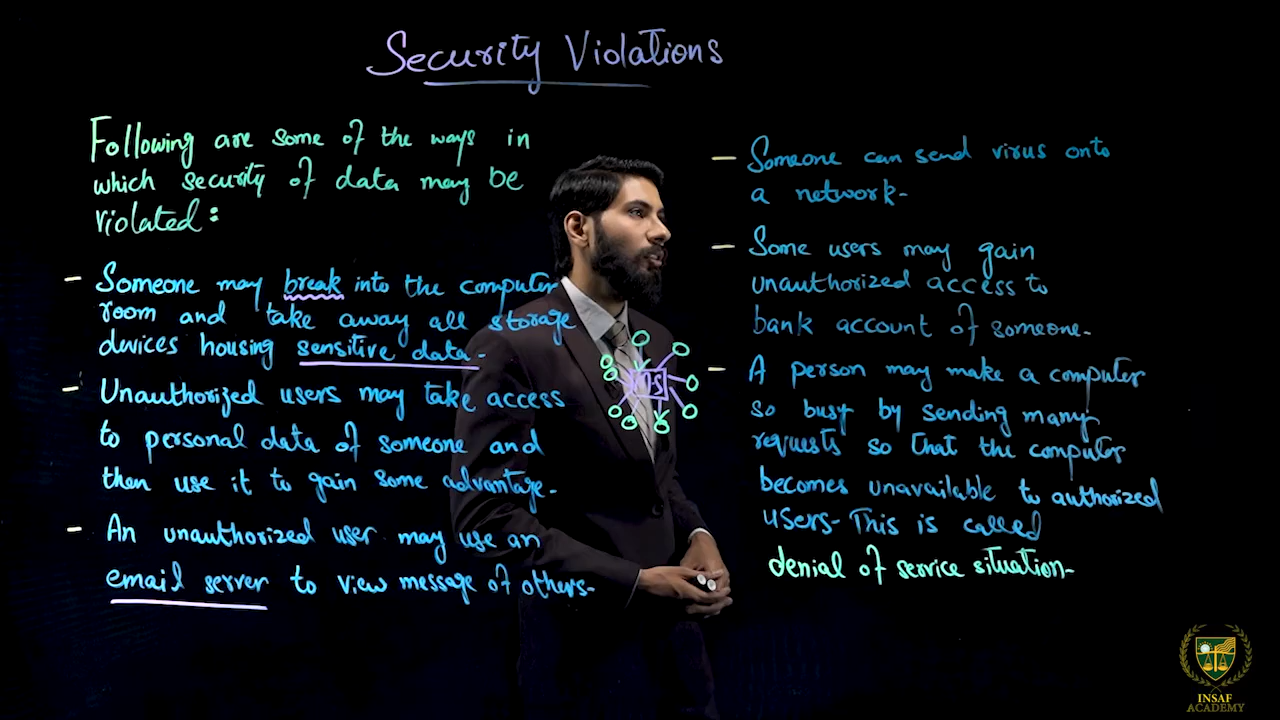 Security Violations
Following are some of the ways in
which security of data may be
violated:
- Someone may break into the computer
room and take away all storage
devices housing sensitive data.
- Unauthorized users may take access
to personal data of someone and
then use it to gain some advantage.
- An unauthorized user may use an
email server to view message of others.
MS
- Someone can send virus onto
a network.
- Some users may gain
unauthorized access to
bank account of someone.
- A person may make a computer
so busy by sending many
requests so that the computer
becomes unavailable to authorized
users. This is called
denial of service situation.
INSAF
ACADEMY